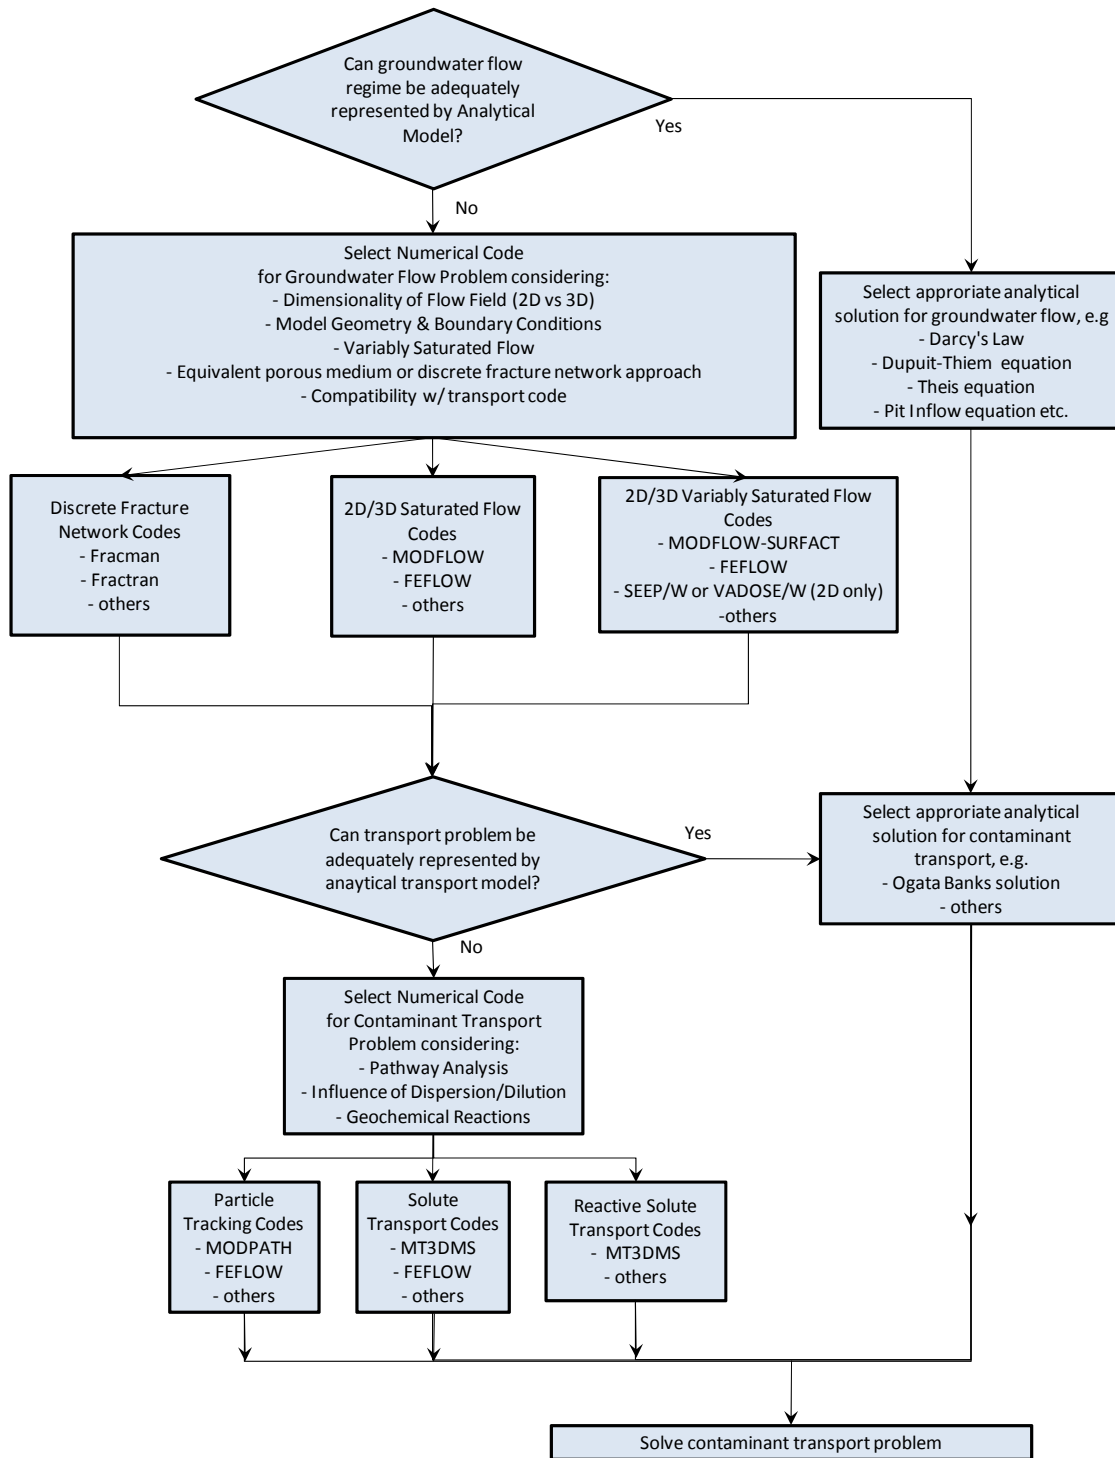 Can groundwater flow
regime be adequately
represented by Analytical
Model?
Yes
No
Select Numerical Code
for Groundwater Flow Problem considering:
- Dimensionality of Flow Field (2D vs 3D)
- Model Geometry & Boundary Conditions
- Variably Saturated Flow
- Equivalent porous medium or discrete fracture network approach
- Compatibility w/ transport code
Select approriate analytical
solution for groundwater flow, e.g
- Darcy's Law
- Dupuit-Thiem equation
- Theis equation
- Pit Inflow equation etc.
Discrete Fracture
Network Codes
- Fracman
- Fractran
- others
2D/3D Saturated Flow
Codes
- MODFLOW
- FEFLOW
- others
2D/3D Variably Saturated Flow
Codes
- MODFLOW-SURFACT
- FEFLOW
- SEEP/W or VADOSE/W (2D only)
-others
Can transport problem be
adequately represented by
anaytical transport model?
Yes
No
Select approriate analytical
solution for contaminant
transport, e.g.
- Ogata Banks solution
- others
Select Numerical Code
for Contaminant Transport
Problem considering:
- Pathway Analysis
- Influence of Dispersion/Dilution
- Geochemical Reactions
Particle
Tracking Codes
- MODPATH
- FEFLOW
- others
Solute
Transport Codes
- MT3DMS
- FEFLOW
- others
Reactive Solute
Transport Codes
- MT3DMS
- others
Solve contaminant transport problem